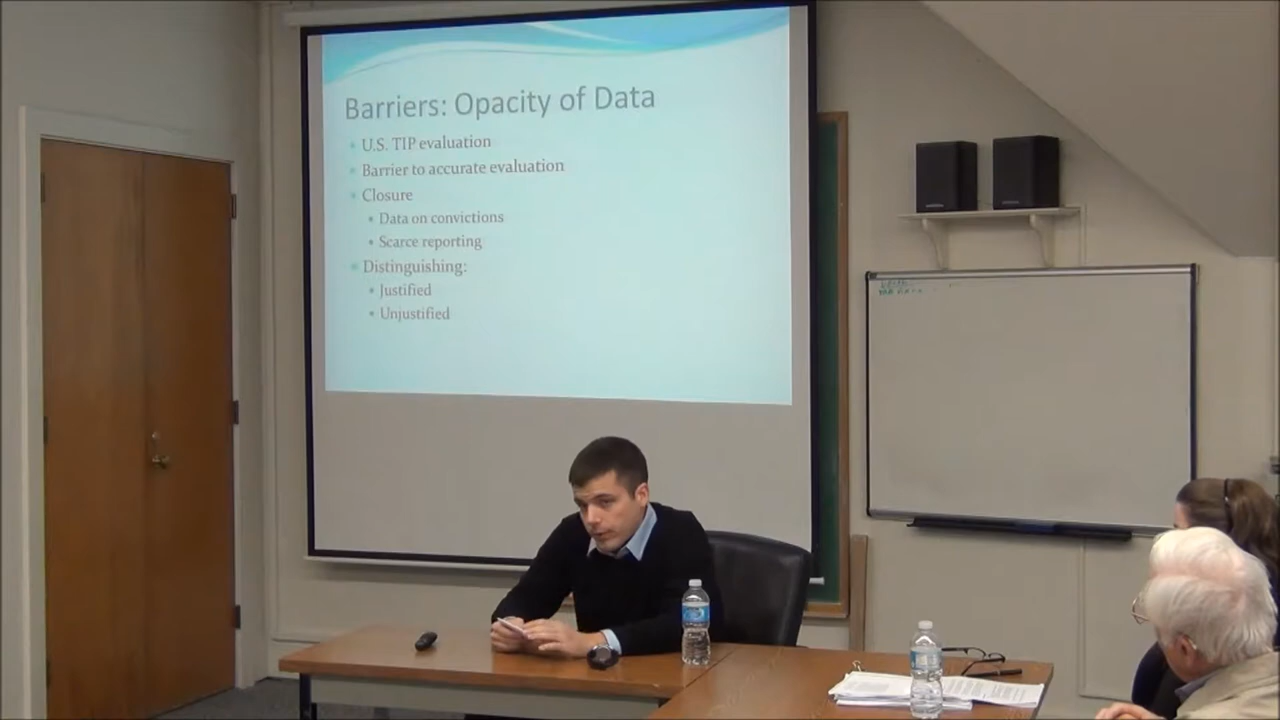 Barriers: Opacity of Data
• U.S. TIP evaluation
• Barrier to accurate evaluation
• Closure
• Data on convictions
• Scarce reporting
• Distinguishing:
• Justified
• Unjustified